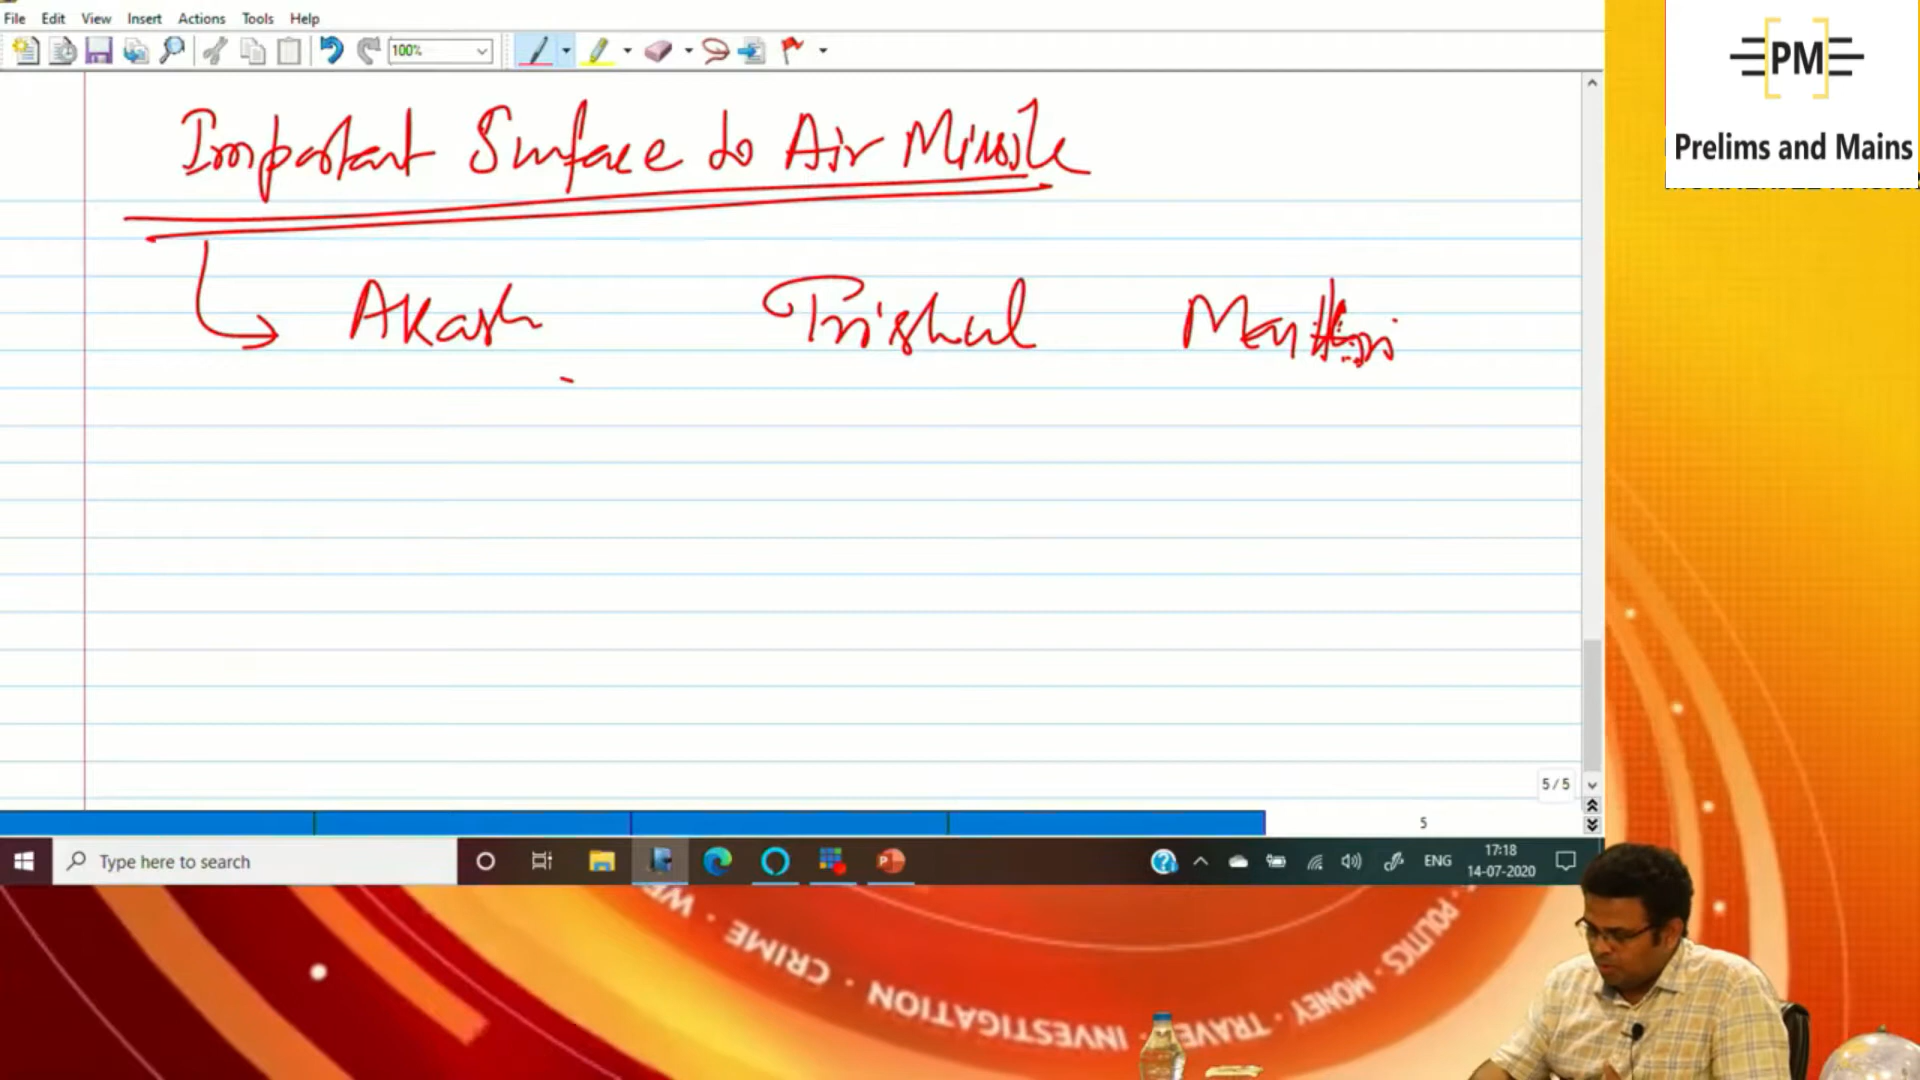 File Edit View Insert Actions Tools Help
100%
PM
Prelims and Mains
Important Surface to Air Missile
Akash Trishul
5 / 5
5
Type here to search
ENG
17:18
14-07-2020
CRIME · INVESTIGATION · TRAVEL · MONEY · POLITICS